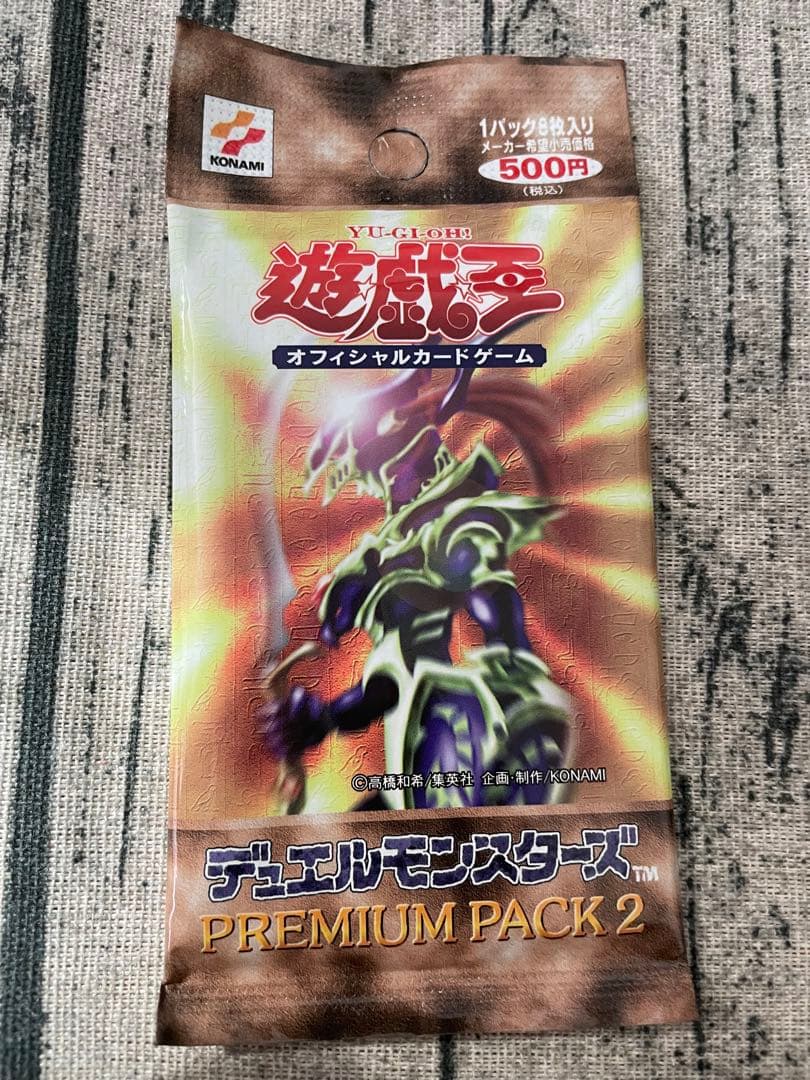 KONAMI
1パック8枚入り
メーカー希望小売価格
500円
(税込)
YU-GI-OH!
遊戯王
オフィシャルカードゲーム
©高橋和希/集英社 企画・制作/KONAMI
デュエルモンスターズ™
PREMIUM PACK 2